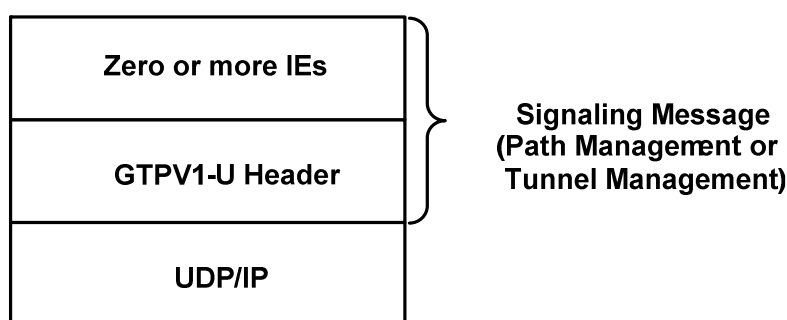 Zero or more IEs
GTPV1-U Header
UDP/IP
Signaling Message
(Path Management or
Tunnel Management)